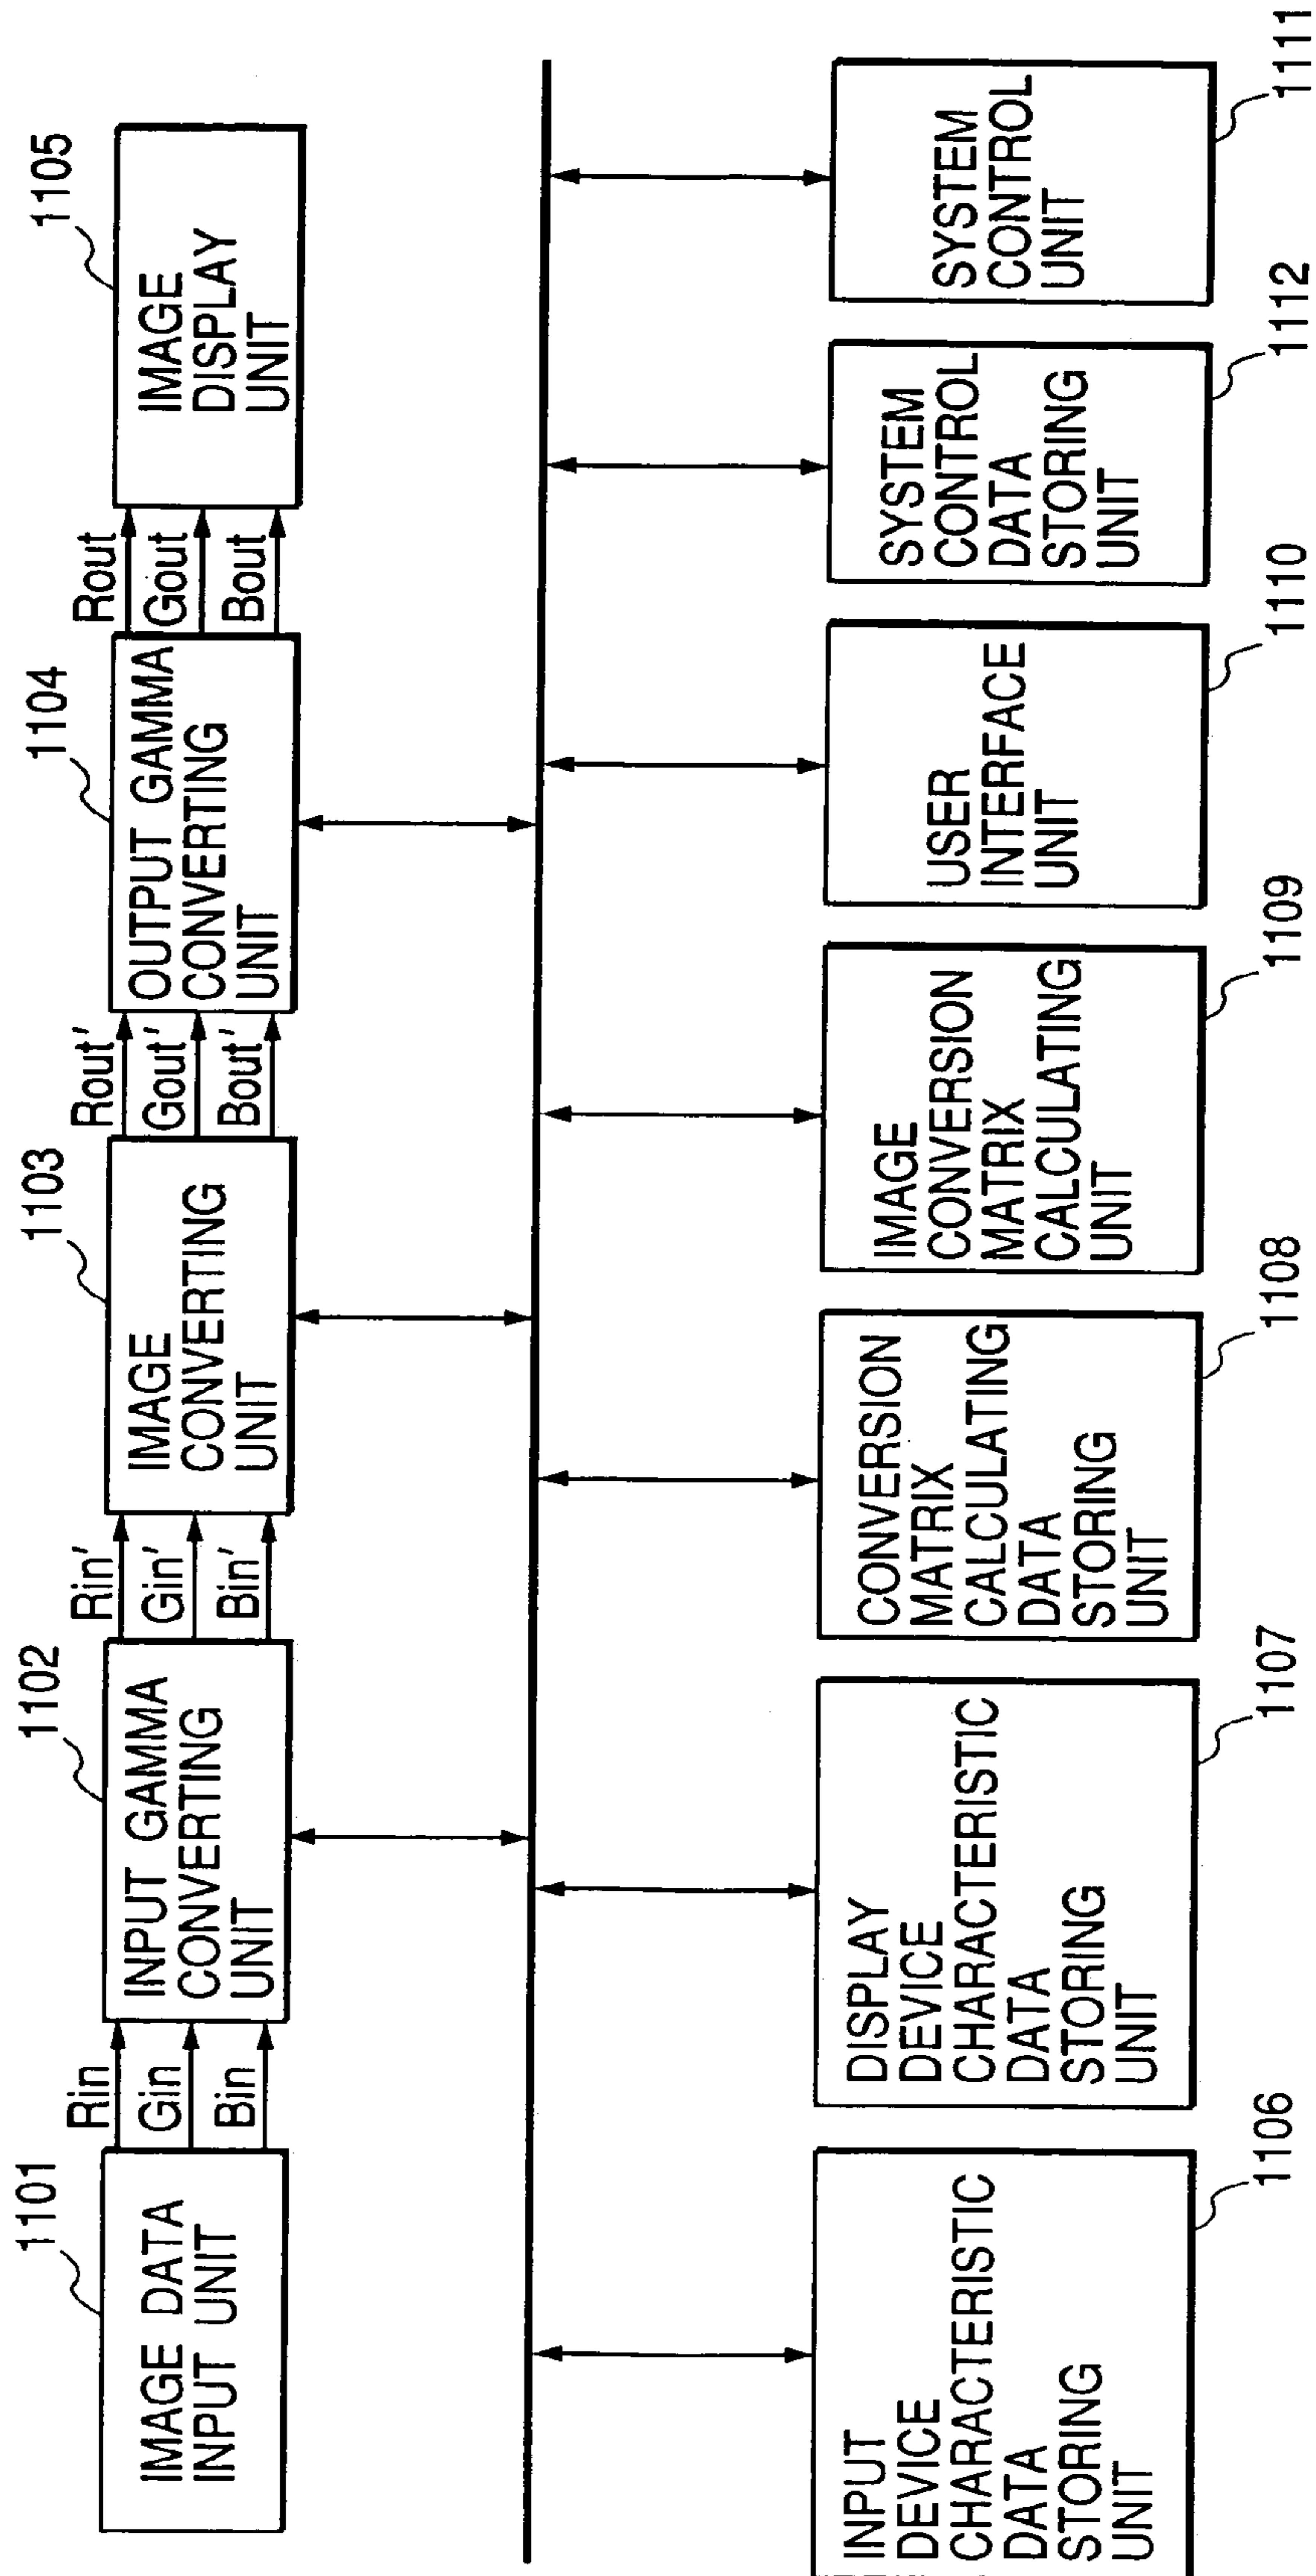 1101
IMAGE DATA
INPUT UNIT
Rin
Gin
Bin
1102
INPUT GAMMA
CONVERTING
UNIT
Rin'
Gin'
Bin'
1103
IMAGE
CONVERTING
UNIT
Rout'
Gout'
Bout'
1104
OUTPUT GAMMA
CONVERTING
UNIT
Rout
Gout
Bout
1105
IMAGE
DISPLAY
UNIT
INPUT
DEVICE
CHARACTERISTIC
DATA
STORING
UNIT
1106
DISPLAY
DEVICE
CHARACTERISTIC
DATA
STORING
UNIT
1107
CONVERSION
MATRIX
CALCULATING
DATA
STORING
UNIT
1108
IMAGE
CONVERSION
MATRIX
CALCULATING
UNIT
1109
USER
INTERFACE
UNIT
1110
SYSTEM
CONTROL
DATA
STORING
UNIT
1112
SYSTEM
CONTROL
UNIT
1111